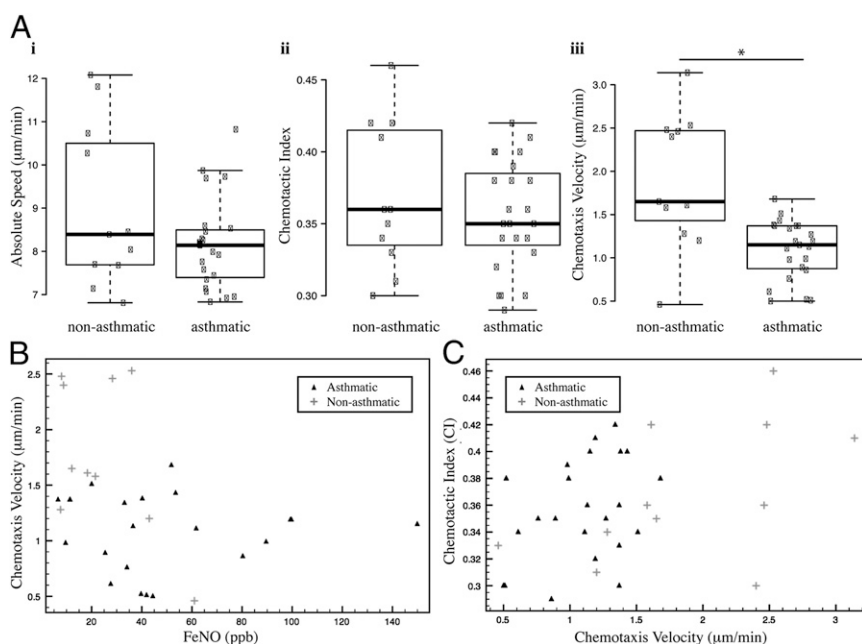 A
i
ii
iii
Absolute Speed (μm/min)
12
11
10
9
8
7
non-asthmatic asthmatic
Chemotactic Index
0.45
0.40
0.35
0.30
non-asthmatic asthmatic
*
Chemotaxis Velocity (μm/min)
3.0
2.5
2.0
1.5
1.0
0.5
non-asthmatic asthmatic
B
Chemotaxis Velocity (μm/min)
2.5
2
1.5
1
0.5
Asthmatic
Non-asthmatic
20 40 60 80 100 120 140
FeNO (ppb)
C
Chemotactic Index (CI)
0.46
0.44
0.42
0.4
0.38
0.36
0.34
0.32
0.3
Asthmatic
Non-asthmatic
0.5 1 1.5 2 2.5 3
Chemotaxis Velocity (μm/min)